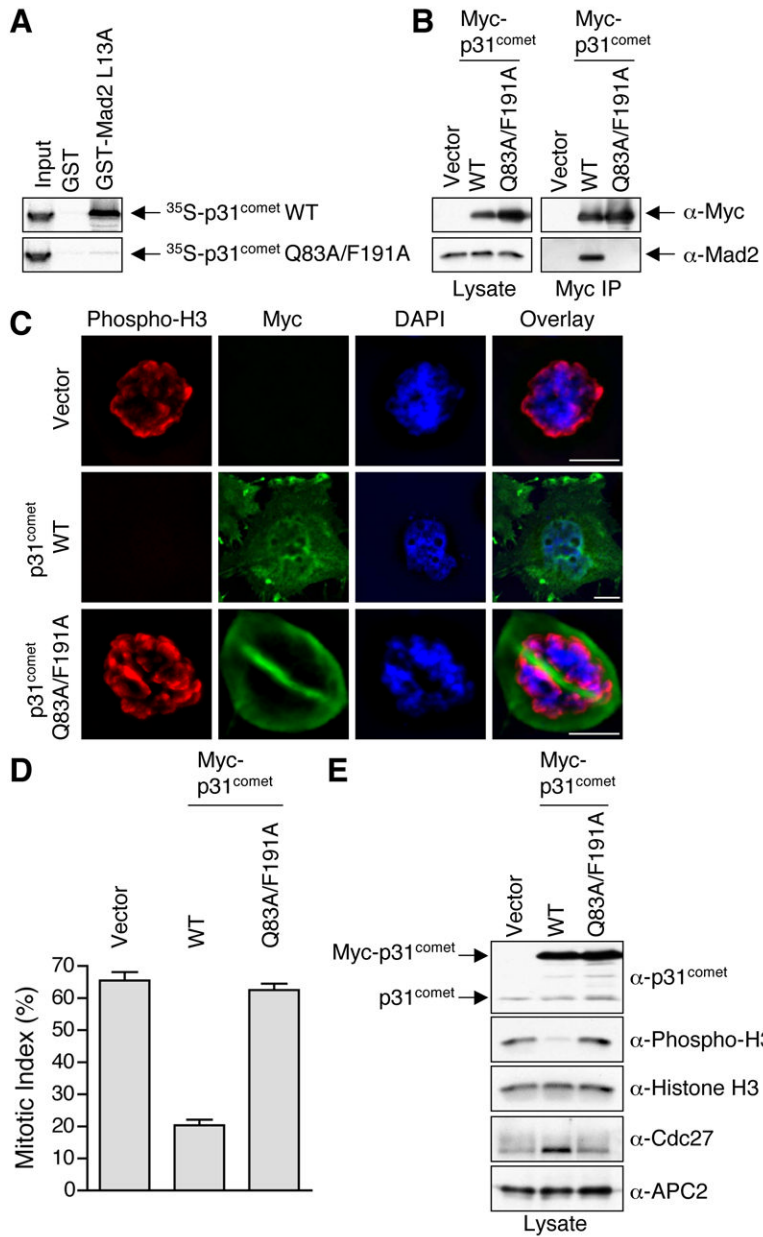 A
Input
GST
GST-Mad2 L13A
³⁵S-p31ᶜᵒᵐᵉᵗ WT
³⁵S-p31ᶜᵒᵐᵉᵗ Q83A/F191A
B
Myc-
p31ᶜᵒᵐᵉᵗ
Myc-
p31ᶜᵒᵐᵉᵗ
Vector
WT
Q83A/F191A
Vector
WT
Q83A/F191A
α-Myc
α-Mad2
Lysate
Myc IP
C
Phospho-H3
Myc
DAPI
Overlay
Vector
p31ᶜᵒᵐᵉᵗ
WT
p31ᶜᵒᵐᵉᵗ
Q83A/F191A
D
Myc-
p31ᶜᵒᵐᵉᵗ
Vector
WT
Q83A/F191A
Mitotic Index (%)
70
60
50
40
30
20
10
0
E
Myc-
p31ᶜᵒᵐᵉᵗ
Vector
WT
Q83A/F191A
Myc-p31ᶜᵒᵐᵉᵗ
p31ᶜᵒᵐᵉᵗ
α-p31ᶜᵒᵐᵉᵗ
α-Phospho-H3
α-Histone H3
α-Cdc27
α-APC2
Lysate